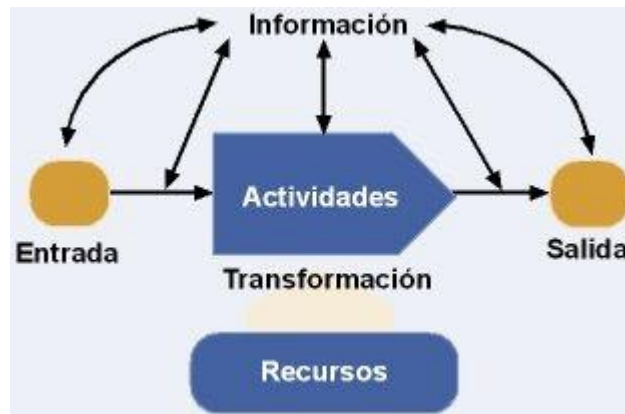 Información
Actividades
Entrada
Salida
Transformación
Recursos